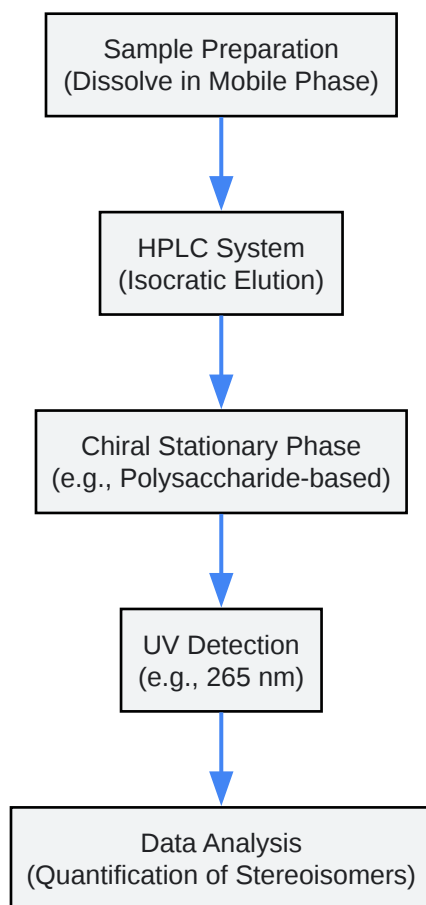 Sample Preparation
(Dissolve in Mobile Phase)
HPLC System
(Isocratic Elution)
Chiral Stationary Phase
(e.g., Polysaccharide-based)
UV Detection
(e.g., 265 nm)
Data Analysis
(Quantification of Stereoisomers)